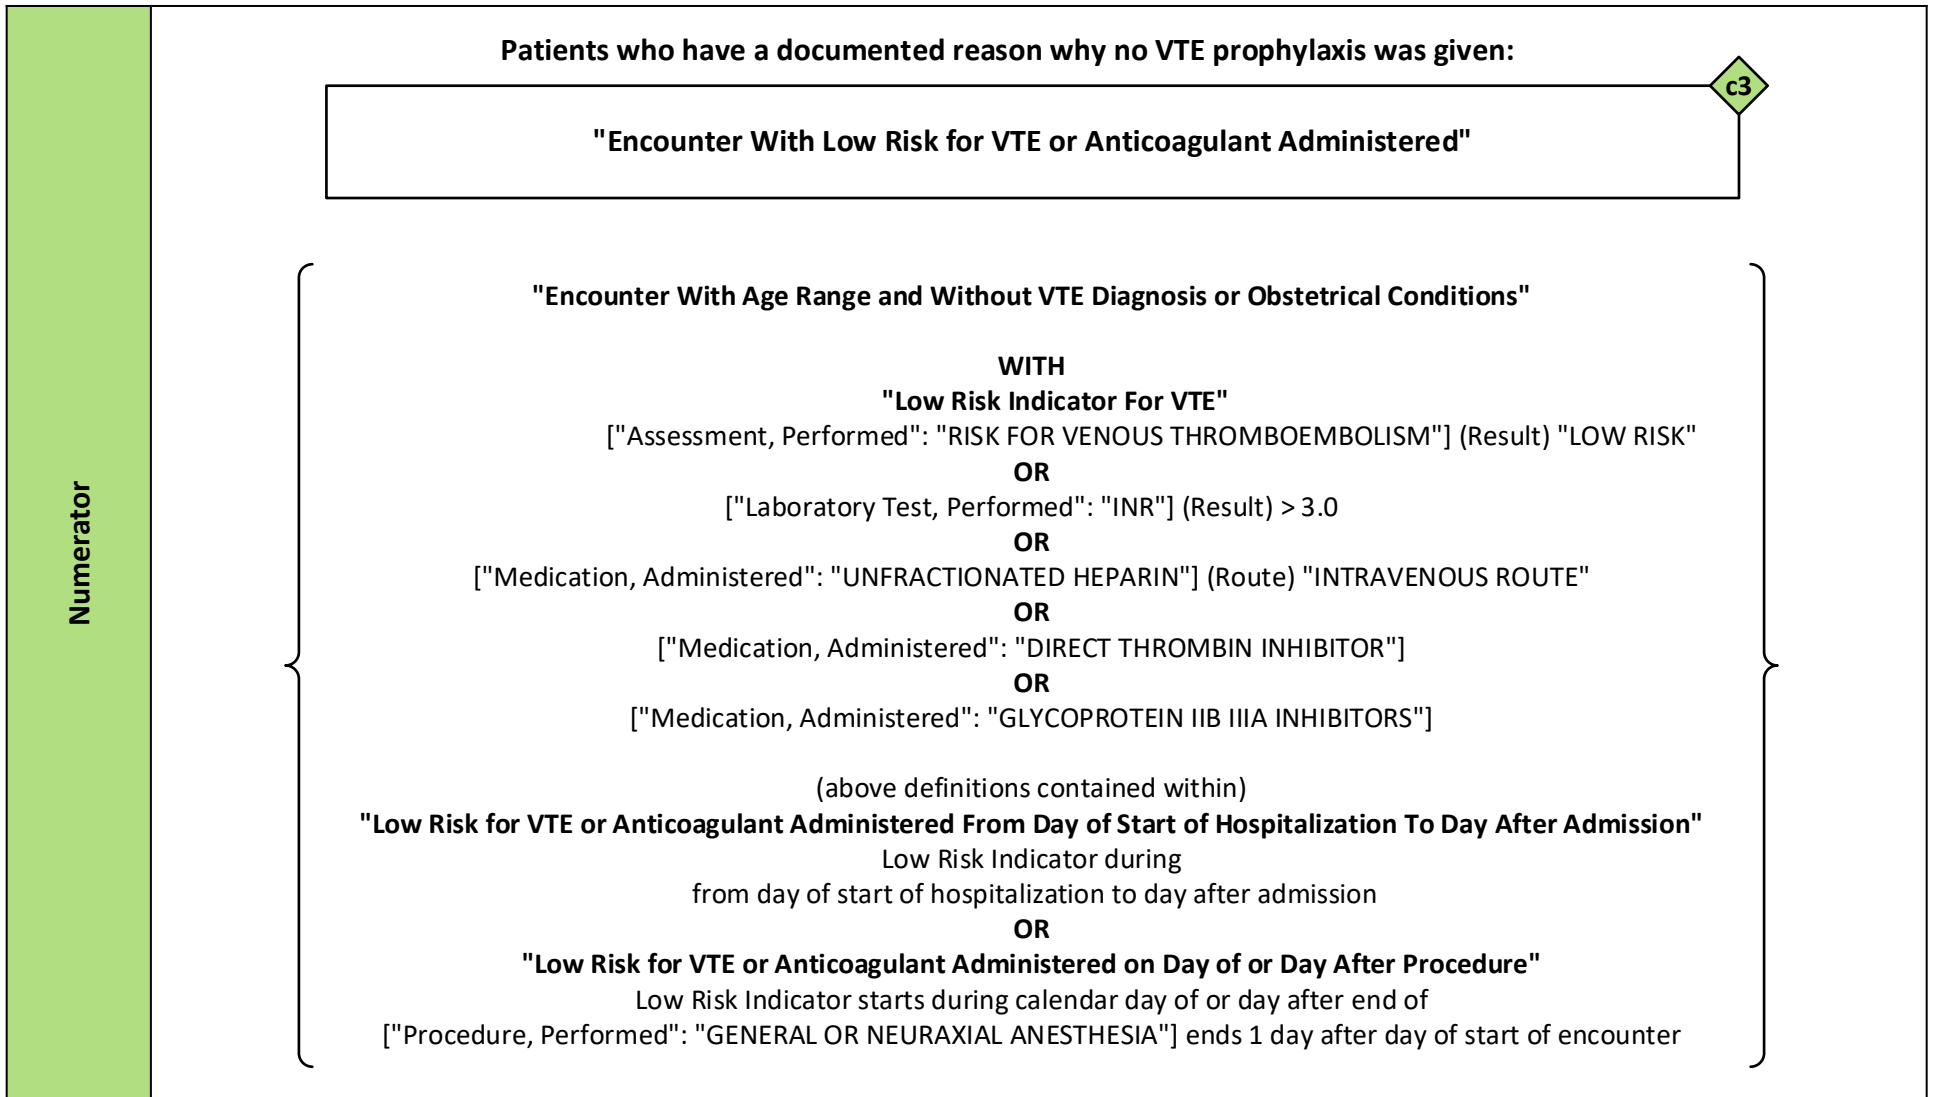 Numerator
Patients who have a documented reason why no VTE prophylaxis was given:
c3
"Encounter With Low Risk for VTE or Anticoagulant Administered"
"Encounter With Age Range and Without VTE Diagnosis or Obstetrical Conditions"
WITH
"Low Risk Indicator For VTE"
["Assessment, Performed": "RISK FOR VENOUS THROMBOEMBOLISM"] (Result) "LOW RISK"
OR
["Laboratory Test, Performed": "INR"] (Result) > 3.0
OR
["Medication, Administered": "UNFRACTIONATED HEPARIN"] (Route) "INTRAVENOUS ROUTE"
OR
["Medication, Administered": "DIRECT THROMBIN INHIBITOR"]
OR
["Medication, Administered": "GLYCOPROTEIN IIB IIIA INHIBITORS"]
(above definitions contained within)
"Low Risk for VTE or Anticoagulant Administered From Day of Start of Hospitalization To Day After Admission"
Low Risk Indicator during
from day of start of hospitalization to day after admission
OR
"Low Risk for VTE or Anticoagulant Administered on Day of or Day After Procedure"
Low Risk Indicator starts during calendar day of or day after end of
["Procedure, Performed": "GENERAL OR NEURAXIAL ANESTHESIA"] ends 1 day after day of start of encounter